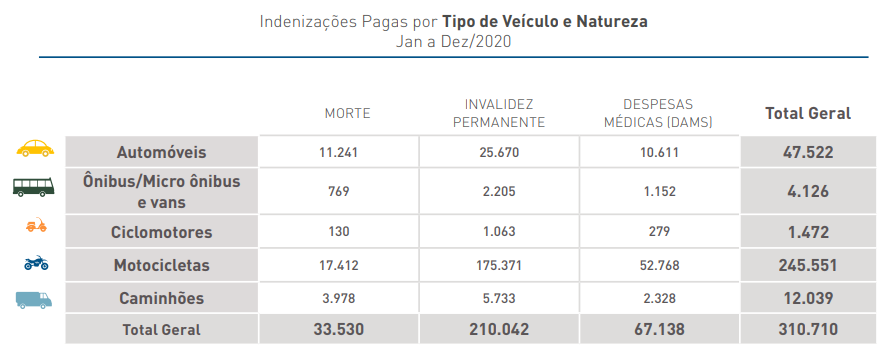 Indenizações Pagas por Tipo de Veículo e Natureza
Jan a Dez/2020
MORTE INVALIDEZ PERMANENTE DESPESAS MÉDICAS (DAMS) Total Geral
Automóveis 11.241 25.670 10.611 47.522
Ônibus/Micro ônibus e vans 769 2.205 1.152 4.126
Ciclomotores 130 1.063 279 1.472
Motocicletas 17.412 175.371 52.768 245.551
Caminhões 3.978 5.733 2.328 12.039
Total Geral 33.530 210.042 67.138 310.710